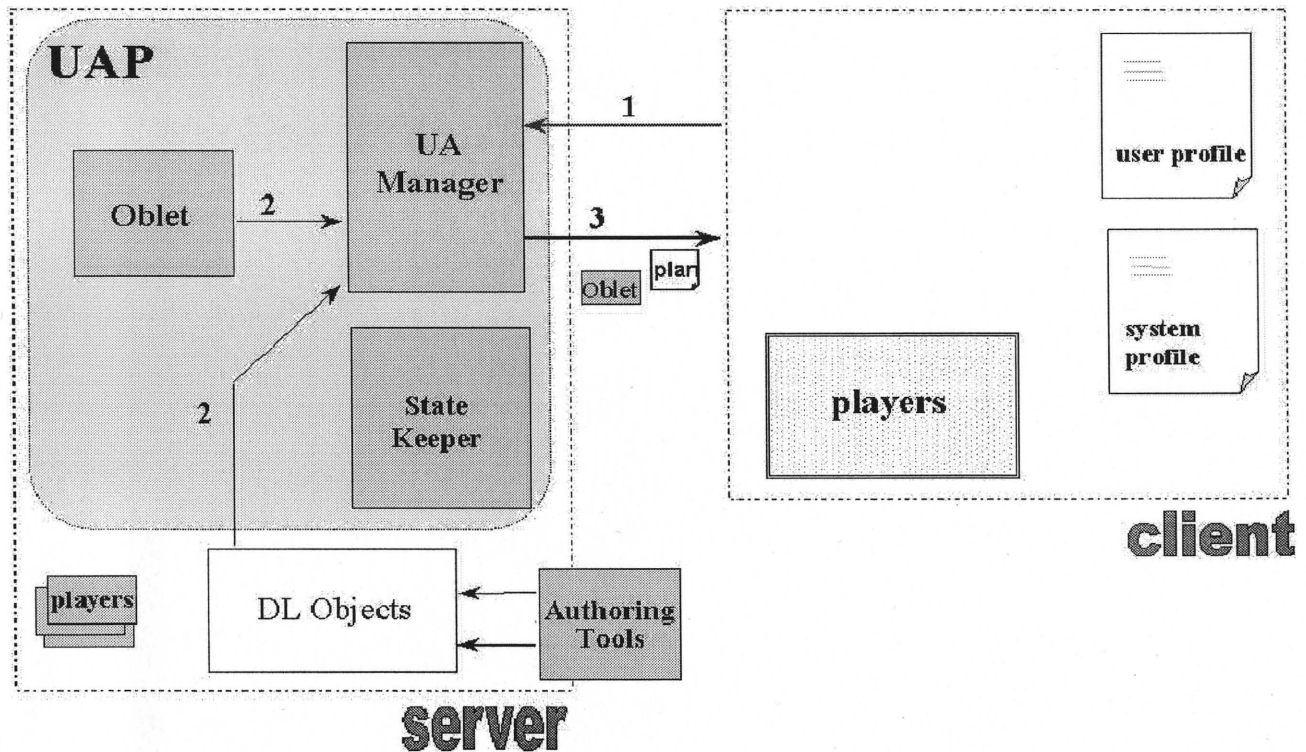 UAP
UA
Manager
Oblet
2
2
State
Keeper
players
DL Objects
Authoring
Tools
server
1
3
Oblet
plan
user profile
system
profile
players
client